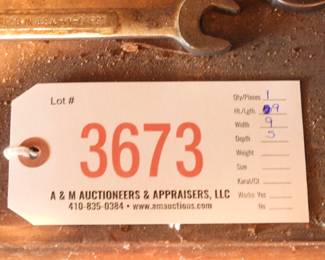 Lot #
3673
A & M AUCTIONEERS & APPRAISERS, LLC
410-835-0384 • www.amauctions.com
Qty/Pieces 1
Ht./Lgth. 9
Width 9
Depth 5
Weight
Size
Karat/Ct
Works: Yes
No